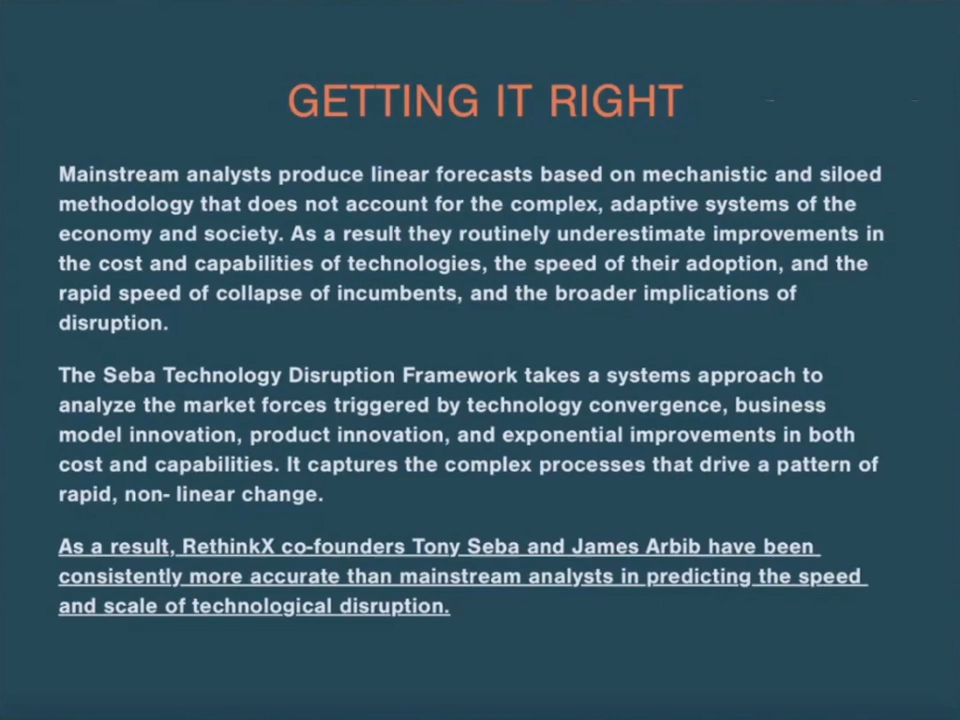 GETTING IT RIGHT
Mainstream analysts produce linear forecasts based on mechanistic and siloed
methodology that does not account for the complex, adaptive systems of the
economy and society. As a result they routinely underestimate improvements in
the cost and capabilities of technologies, the speed of their adoption, and the
rapid speed of collapse of incumbents, and the broader implications of
disruption.
The Seba Technology Disruption Framework takes a systems approach to
analyze the market forces triggered by technology convergence, business
model innovation, product innovation, and exponential improvements in both
cost and capabilities. It captures the complex processes that drive a pattern of
rapid, non- linear change.
As a result, RethinkX co-founders Tony Seba and James Arbib have been
consistently more accurate than mainstream analysts in predicting the speed
and scale of technological disruption.